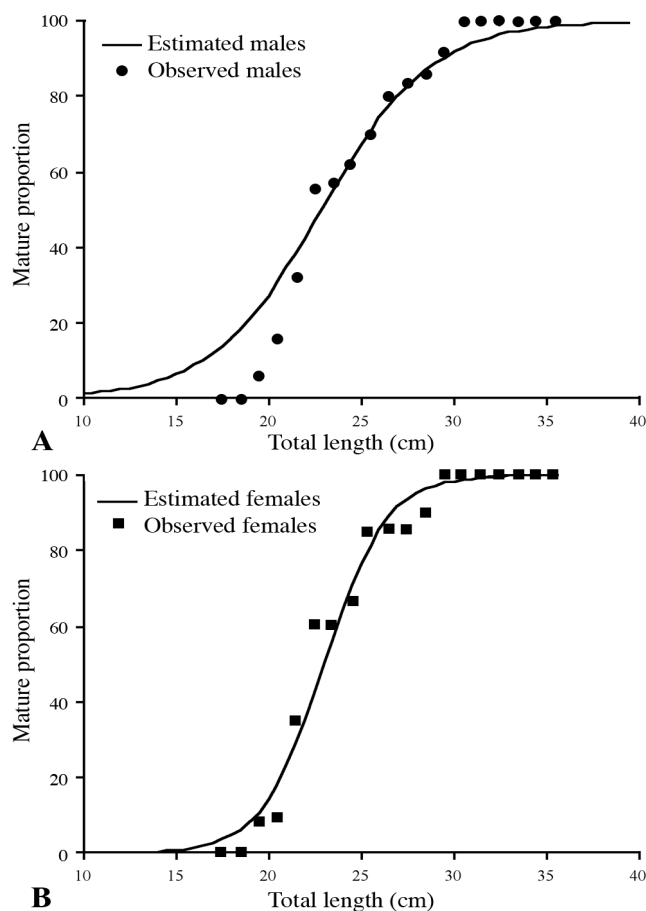 100
Estimated males
Observed males
80
60
40
20
0
Mature proportion
10 15 20 25 30 35 40
A
Total length (cm)
100
Estimated females
Observed females
80
60
40
20
0
Mature proportion
10 15 20 25 30 35 40
B
Total length (cm)